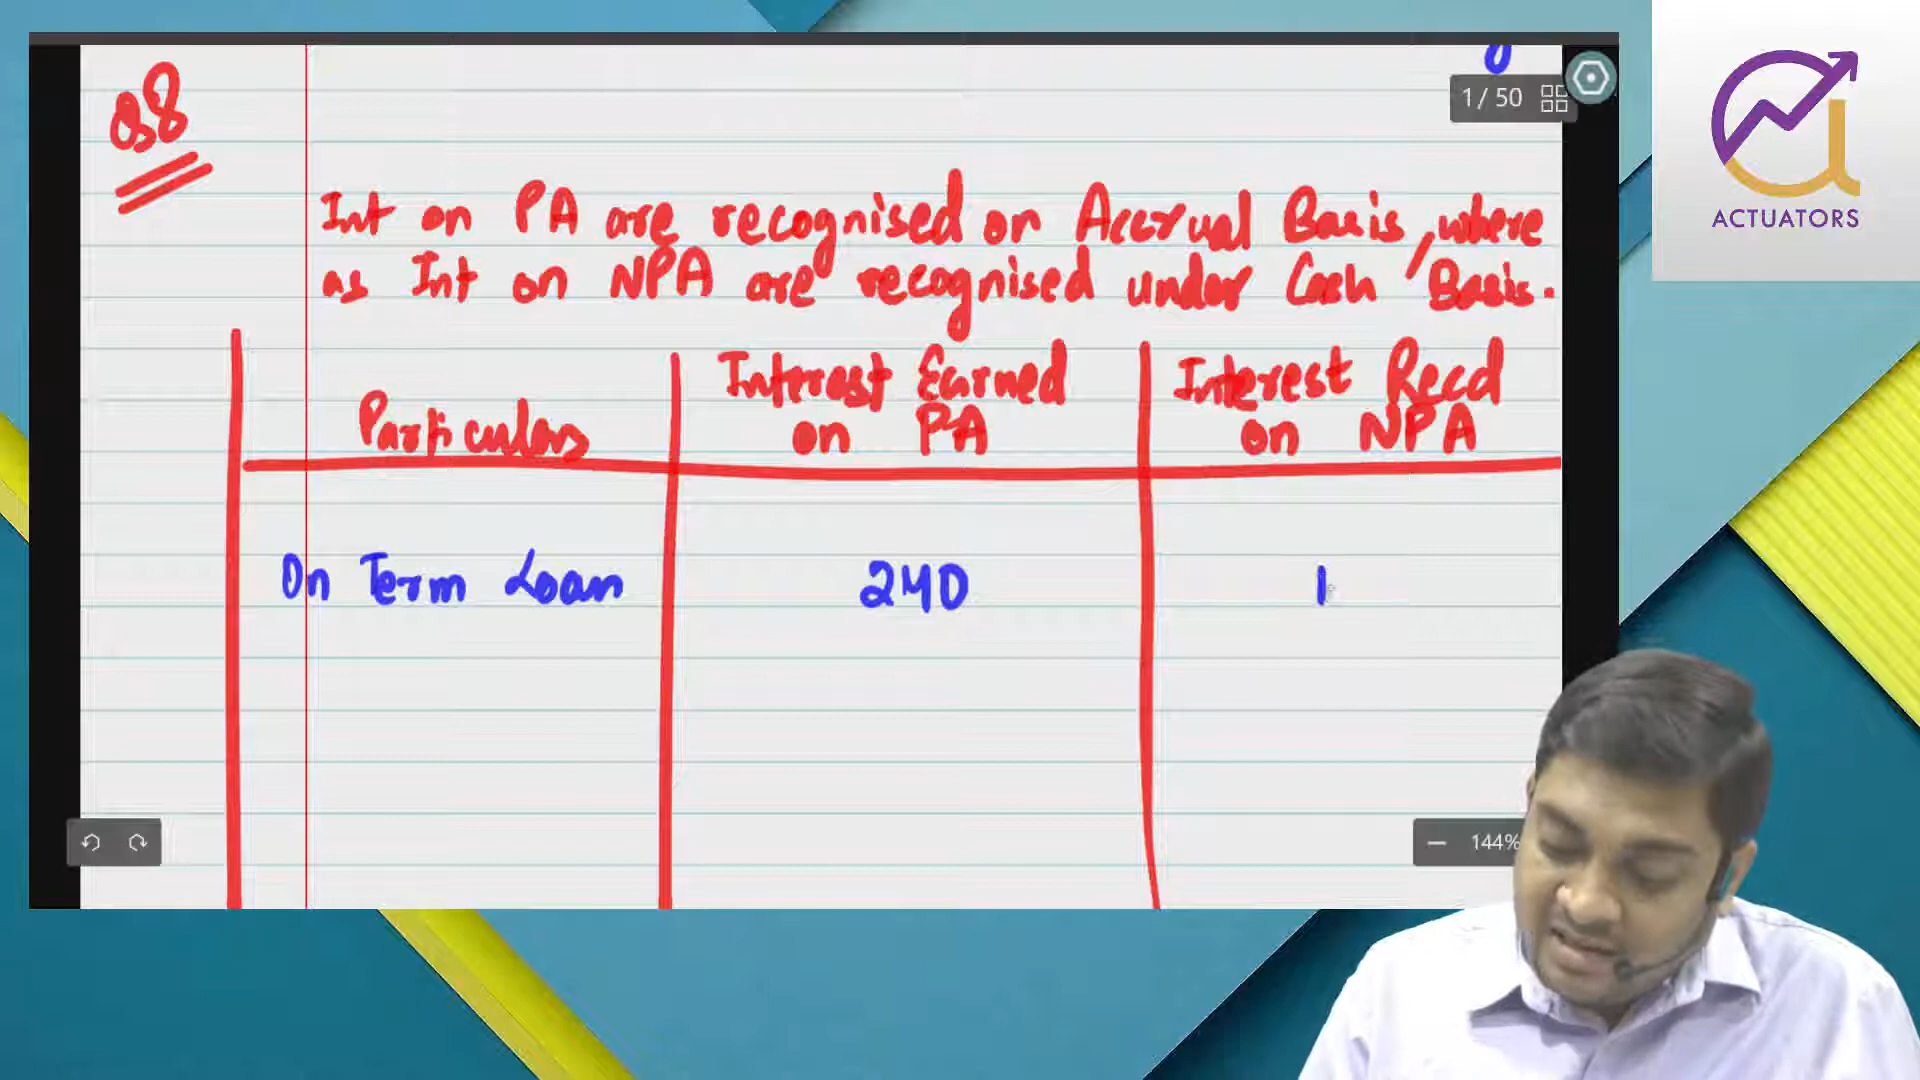 Q8
1 / 50
ACTUATORS
Int on PA are recognised on Accrual Basis, where
as Int on NPA are recognised under Cash Basis.
Particulars
Interest Earned
on PA
Interest Recd
on NPA
On Term Loan
240
1
144%